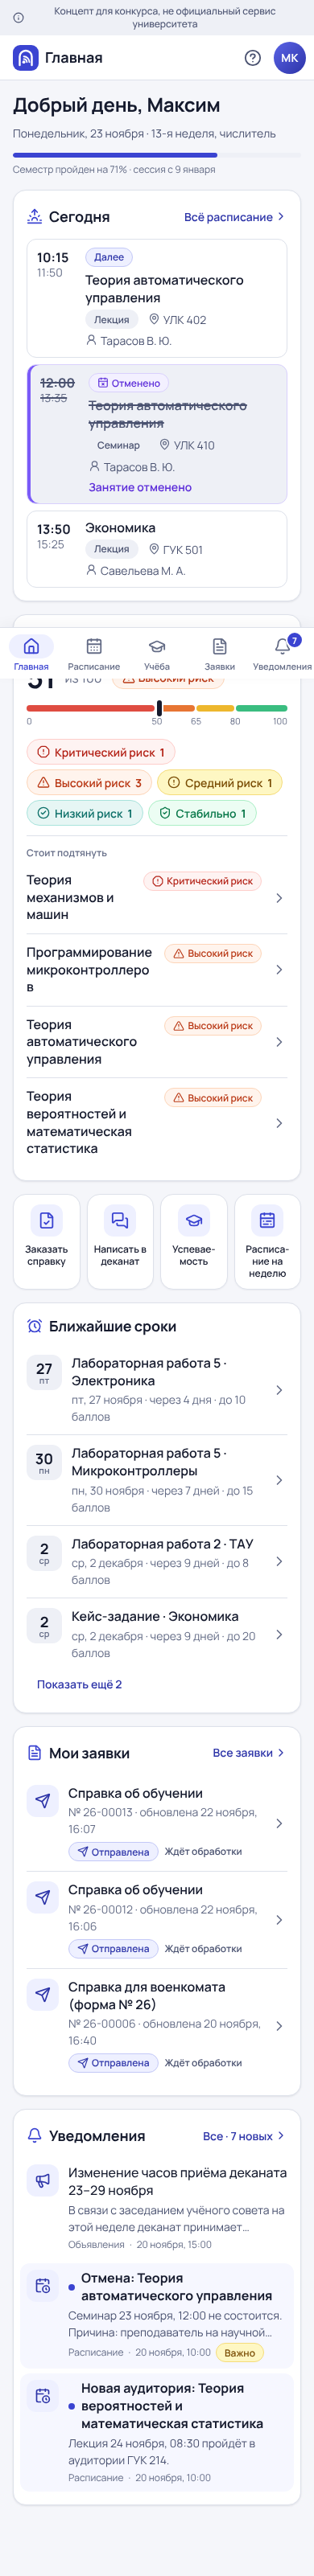 Концепт для конкурса, не официальный сервис
университета
Главная
МК
Добрый день, Максим
Понедельник, 23 ноября · 13-я неделя, числитель
Семестр пройден на 71% · сессия с 9 января
Сегодня
Всё расписание
10:15
11:50
Далее
Теория автоматического
управления
Лекция
УЛК 402
Тарасов В. Ю.
12:00
13:35
Отменено
Теория автоматического
управления
Семинар
УЛК 410
Тарасов В. Ю.
Занятие отменено
13:50
15:25
Экономика
Лекция
ГУК 501
Савельева М. А.
Главная
Расписание
Учёба
Заявки
7
Уведомления
51 из 100
Высокий риск
0
50
65
80
100
Критический риск 1
Высокий риск 3
Средний риск 1
Низкий риск 1
Стабильно 1
Стоит подтянуть
Теория
механизмов и
машин
Критический риск
Программирование
микроконтроллеро
в
Высокий риск
Теория
автоматического
управления
Высокий риск
Теория
вероятностей и
математическая
статистика
Высокий риск
Заказать
справку
Написать в
деканат
Успевае-
мость
Расписа-
ние на
неделю
Ближайшие сроки
27
пт
Лабораторная работа 5 ·
Электроника
пт, 27 ноября · через 4 дня · до 10
баллов
30
пн
Лабораторная работа 5 ·
Микроконтроллеры
пн, 30 ноября · через 7 дней · до 15
баллов
2
ср
Лабораторная работа 2 · ТАУ
ср, 2 декабря · через 9 дней · до 8
баллов
2
ср
Кейс-задание · Экономика
ср, 2 декабря · через 9 дней · до 20
баллов
Показать ещё 2
Мои заявки
Все заявки
Справка об обучении
№ 26-00013 · обновлена 22 ноября,
16:07
Отправлена
Ждёт обработки
Справка об обучении
№ 26-00012 · обновлена 22 ноября,
16:06
Отправлена
Ждёт обработки
Справка для военкомата
(форма № 26)
№ 26-00006 · обновлена 20 ноября,
16:40
Отправлена
Ждёт обработки
Уведомления
Все · 7 новых
Изменение часов приёма деканата
23–29 ноября
В связи с заседанием учёного совета на
этой неделе деканат принимает…
Объявления · 20 ноября, 15:00
Отмена: Теория
автоматического управления
Семинар 23 ноября, 12:00 не состоится.
Причина: преподаватель на научной…
Расписание · 20 ноября, 10:00
Важно
Новая аудитория: Теория
вероятностей и
математическая статистика
Лекция 24 ноября, 08:30 пройдёт в
аудитории ГУК 214.
Расписание · 20 ноября, 10:00